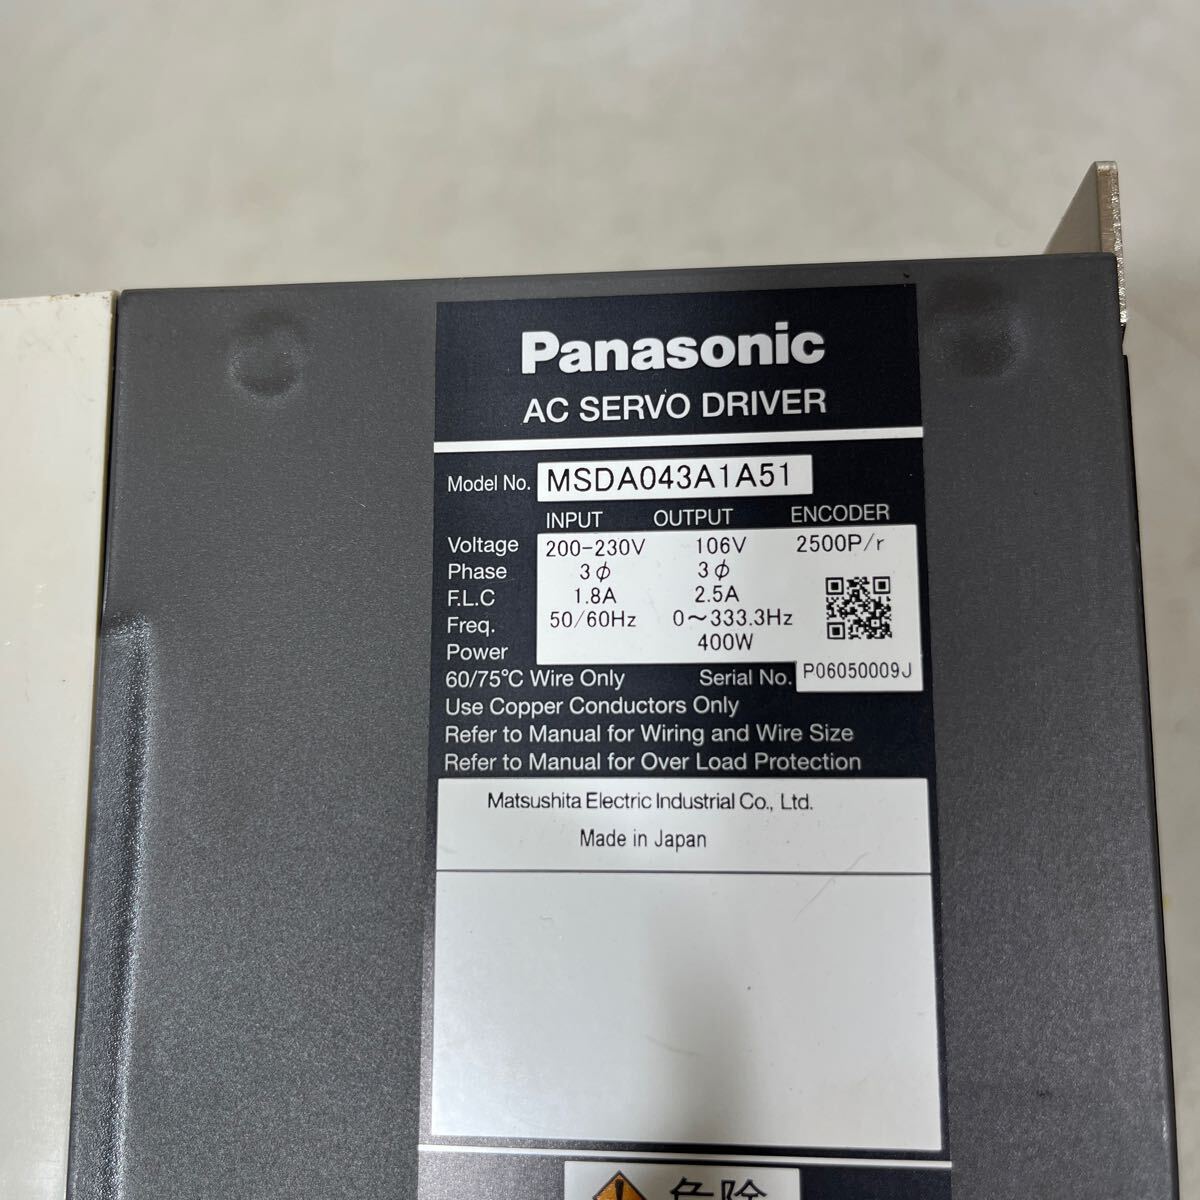 Panasonic
AC SERVO DRIVER
Model No. MSDA043A1A51
INPUT OUTPUT ENCODER
Voltage 200-230V 106V 2500P/r
Phase 3ϕ 3ϕ
F.L.C 1.8A 2.5A
Freq. 50/60Hz 0～333.3Hz
Power 400W
60/75°C Wire Only Serial No. P06050009J
Use Copper Conductors Only
Refer to Manual for Wiring and Wire Size
Refer to Manual for Over Load Protection
Matsushita Electric Industrial Co., Ltd.
Made in Japan
危険